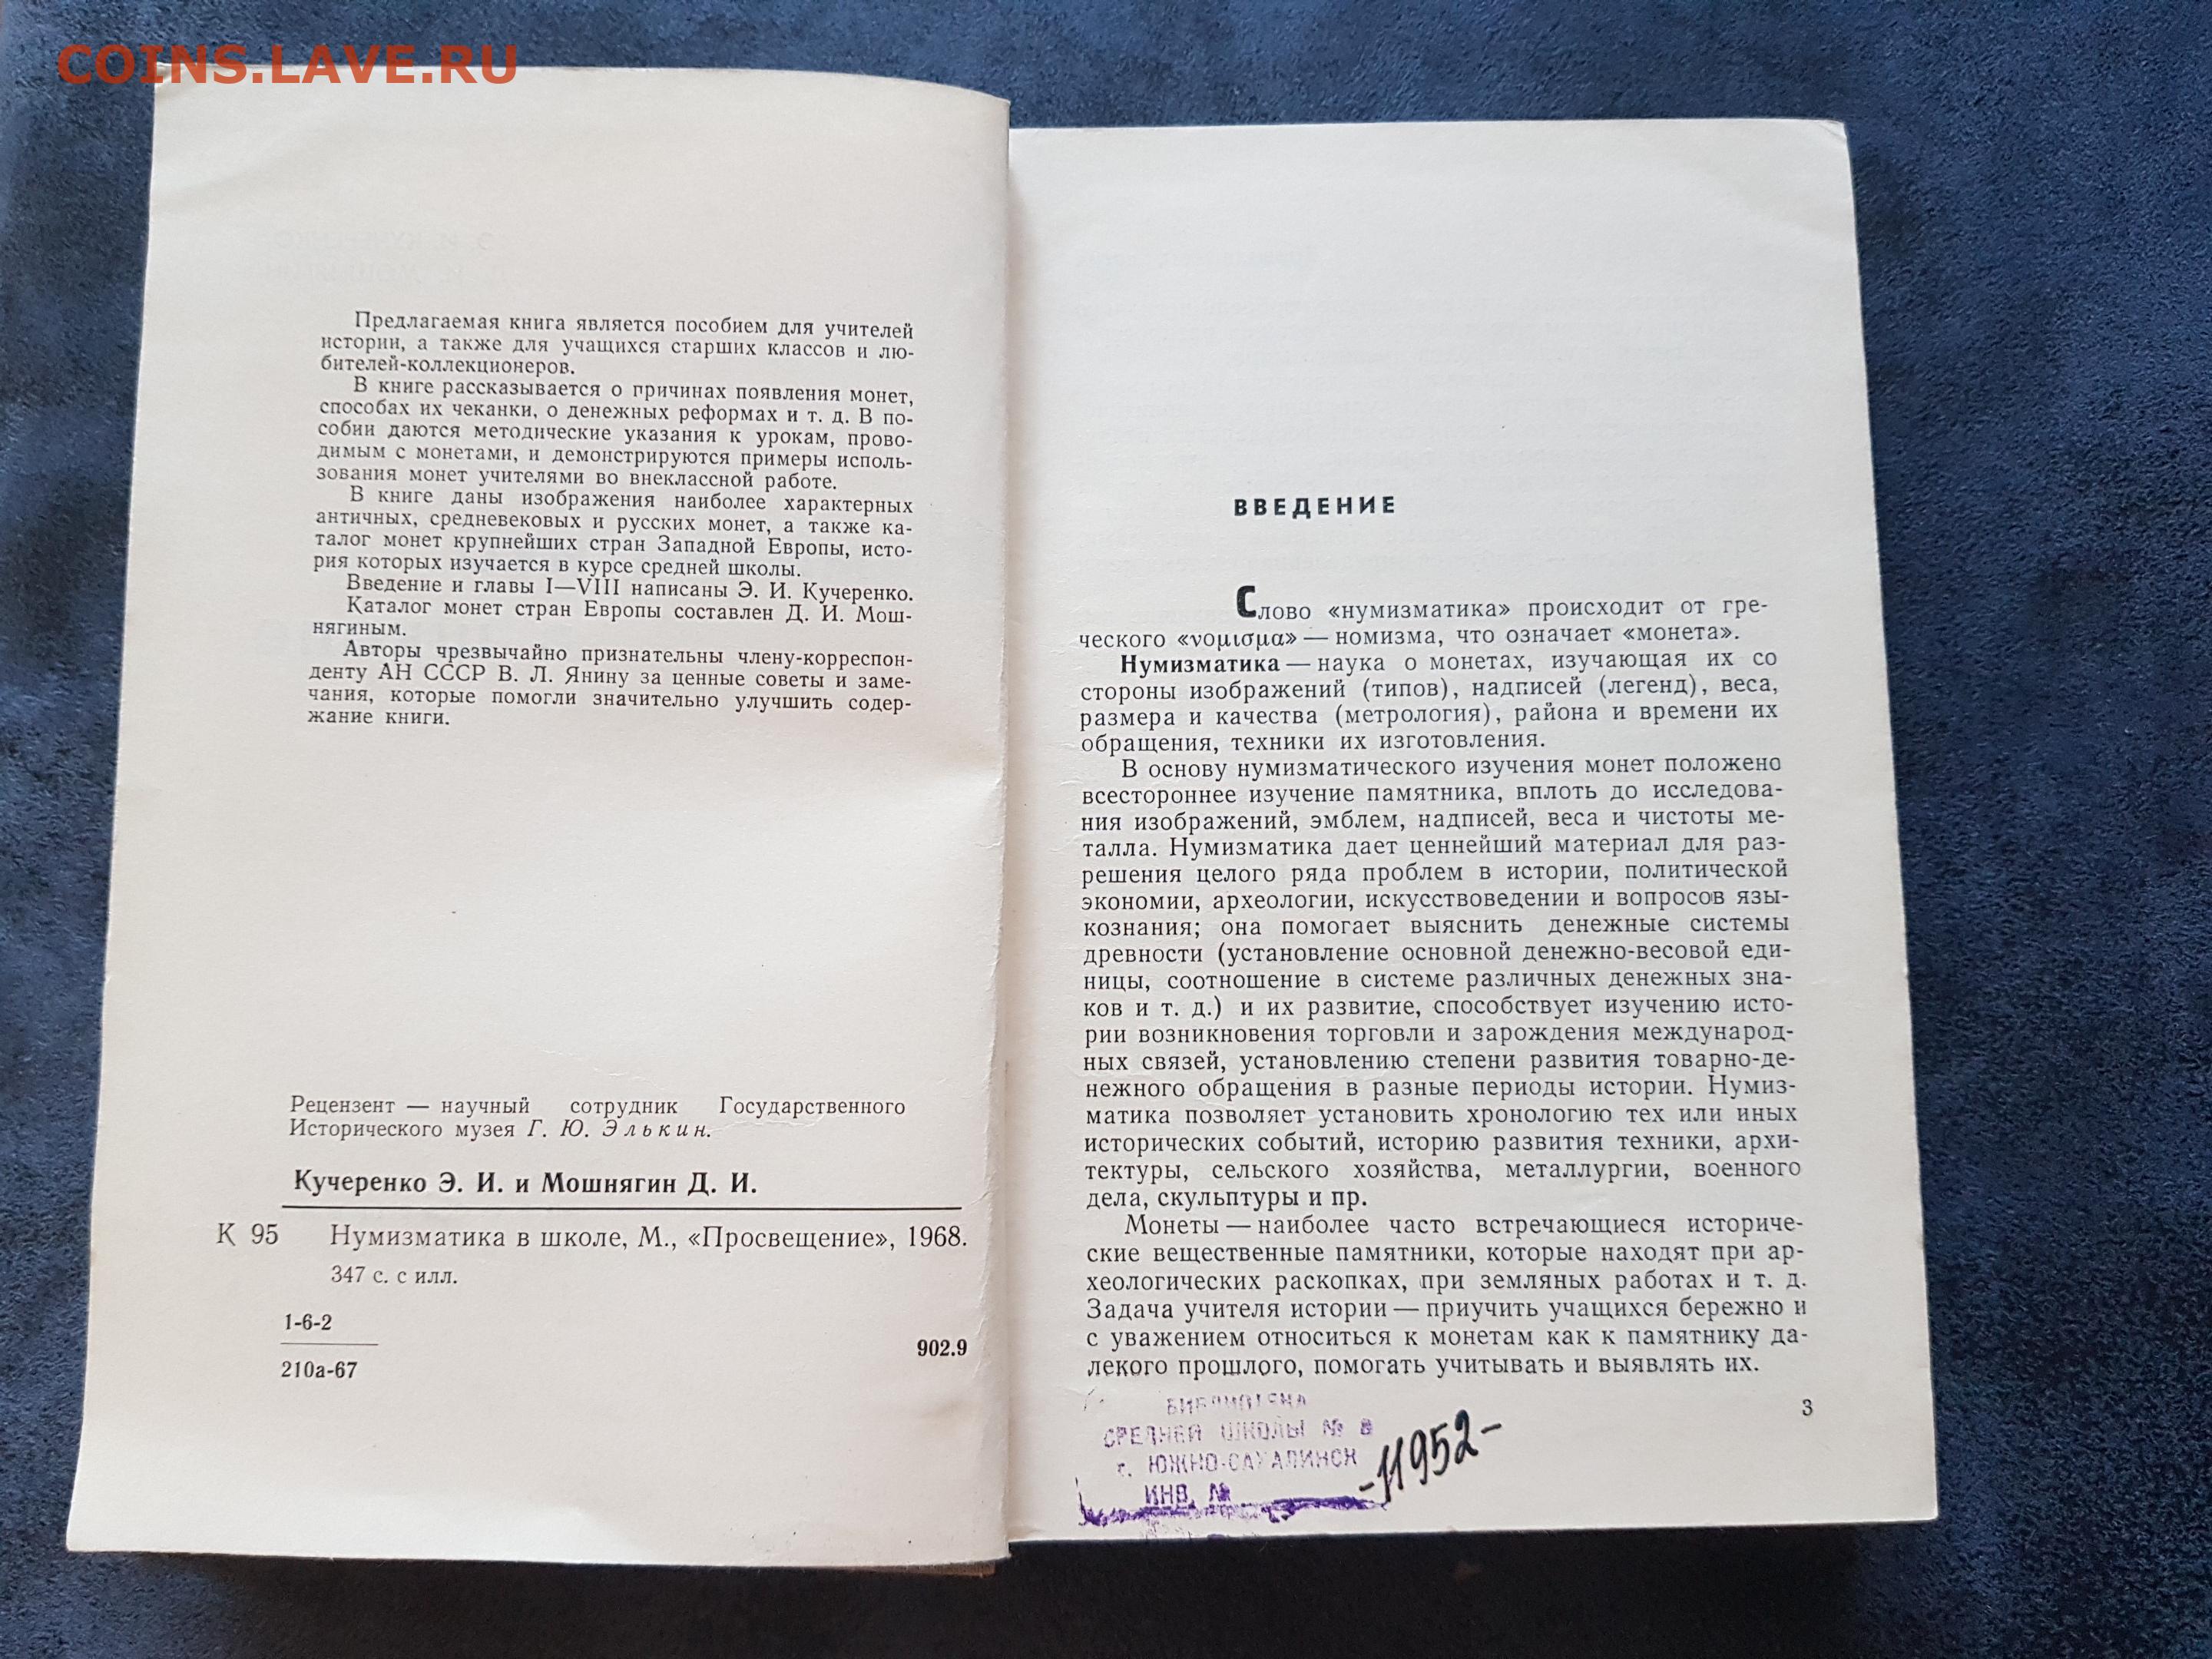 COINS.LAVE.RU
Предлагаемая книга является пособием для учителей
истории, а также для учащихся старших классов и лю-
бителей-коллекционеров.
В книге рассказывается о причинах появления монет,
способах их чеканки, о денежных реформах и т. д. В по-
собии даются методические указания к урокам, прово-
димым с монетами, и демонстрируются примеры исполь-
зования монет учителями во внеклассной работе.
В книге даны изображения наиболее характерных
античных, средневековых и русских монет, а также ка-
талог монет крупнейших стран Западной Европы, исто-
рия которых изучается в курсе средней школы.
Введение и главы I—VIII написаны Э. И. Кучеренко.
Каталог монет стран Европы составлен Д. И. Мош-
нягиным.
Авторы чрезвычайно признательны члену-корреспон-
денту АН СССР В. Л. Янину за ценные советы и заме-
чания, которые помогли значительно улучшить содер-
жание книги.
Рецензент — научный сотрудник Государственного
Исторического музея Г. Ю. Элькин.
Кучеренко Э. И. и Мошнягин Д. И.
К 95 Нумизматика в школе, М., «Просвещение», 1968.
347 с. с илл.
1-6-2
210а-67
902.9
ВВЕДЕНИЕ
Слово «нумизматика» происходит от гре-
ческого «νομισμα» — номизма, что означает «монета».
Нумизматика — наука о монетах, изучающая их со
стороны изображений (типов), надписей (легенд), веса,
размера и качества (метрология), района и времени их
обращения, техники их изготовления.
В основу нумизматического изучения монет положено
всестороннее изучение памятника, вплоть до исследова-
ния изображений, эмблем, надписей, веса и чистоты ме-
талла. Нумизматика дает ценнейший материал для раз-
решения целого ряда проблем в истории, политической
экономии, археологии, искусствоведении и вопросов язы-
кознания; она помогает выяснить денежные системы
древности (установление основной денежно-весовой еди-
ницы, соотношение в системе различных денежных зна-
ков и т. д.) и их развитие, способствует изучению исто-
рии возникновения торговли и зарождения международ-
ных связей, установлению степени развития товарно-де-
нежного обращения в разные периоды истории. Нумиз-
матика позволяет установить хронологию тех или иных
исторических событий, историю развития техники, архи-
тектуры, сельского хозяйства, металлургии, военного
дела, скульптуры и пр.
Монеты — наиболее часто встречающиеся историче-
ские вещественные памятники, которые находят при ар-
хеологических раскопках, при земляных работах и т. д.
Задача учителя истории — приучить учащихся бережно и
с уважением относиться к монетам как к памятнику да-
лекого прошлого, помогать учитывать и выявлять их.
3
БИБЛИОТЕКА
СРЕДНЕЙ ШКОЛЫ № 8
г. ЮЖНО-САХАЛИНСК
ИНВ. № -11952-